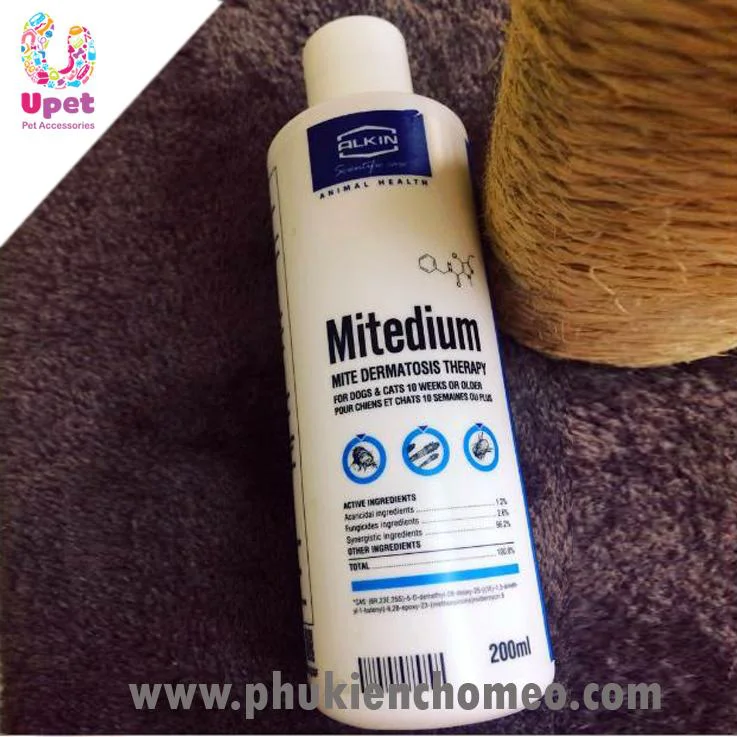 Upet
Pet Accessories
ALKIN
Scientific care
ANIMAL HEALTH
Mitedium
MITE DERMATOSIS THERAPY
FOR DOGS & CATS 10 WEEKS OR OLDER
POUR CHIENS ET CHATS 10 SEMAINES OU PLUS
ACTIVE INGREDIENTS
Acaricidal ingredients 1.2%
Fungicides ingredients 2.6%
Synergistic ingredients 96.2%
OTHER INGREDIENTS
TOTAL 100.0%
200ml
www.phukienchomeo.com